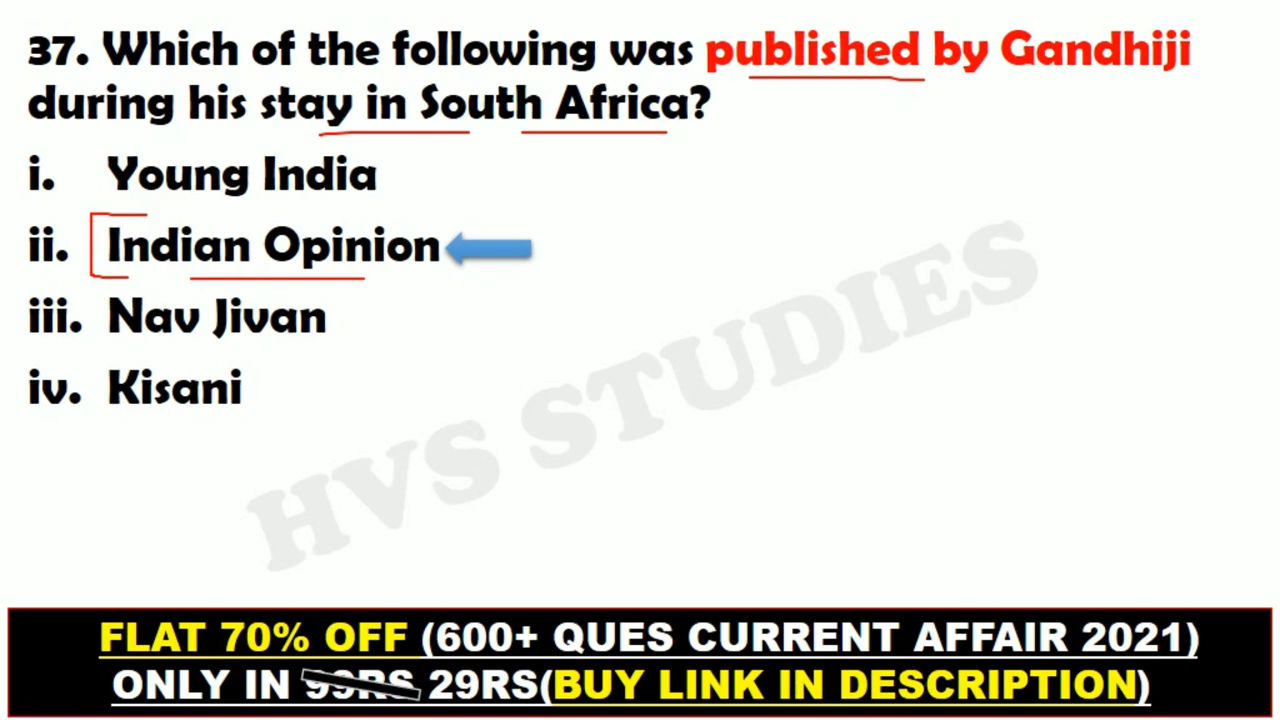 37. Which of the following was published by Gandhiji
during his stay in South Africa?
i. Young India
ii. Indian Opinion
iii. Nav Jivan
iv. Kisani
HVS STUDIES
FLAT 70% OFF (600+ QUES CURRENT AFFAIR 2021)
ONLY IN 99RS 29RS(BUY LINK IN DESCRIPTION)